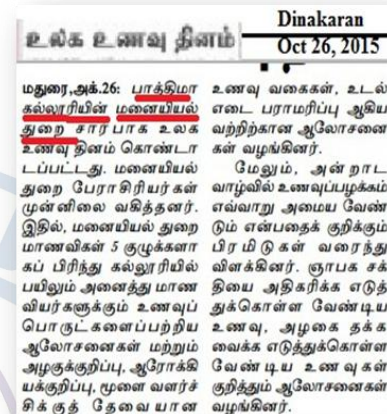 உலக உணவு தினம்
Dinakaran
Oct 26, 2015
மதுரை,அக்.26: பாத்திமா
கல்லூரியின் மனையியல்
துறை சார்பாக உலக
உணவு தினம் கொண்டா
டப்பட்டது. மனையியல்
துறை பேராசிரியர்கள்
முன்னிலை வகித்தனர்.
இதில், மனையியல் துறை
மாணவிகள் 5 குழுக்களா
கப் பிரிந்து கல்லூரியில்
பயிலும் அனைத்து மாண
வியர்களுக்கும் உணவுப்
பொருட்களைப்பற்றிய
ஆலோசனைகள் மற்றும்
அழகுக்குறிப்பு, ஆரோக்கி
யக்குறிப்பு, மூளை வளர்ச்
சிக்குத் தேவையான
உணவு வகைகள், உடல்
எடை பராமரிப்பு ஆகிய
வற்றிற்கான ஆலோசனை
கள் வழங்கினர்.
மேலும், அன்றாட
வாழ்வில் உணவுப்பழக்கம்
எவ்வாறு அமைய வேண்
டும் என்பதைக் குறிக்கும்
பிரமிடுகள் வரைந்து
விளக்கினர். ஞாபக சக்
தியை அதிகரிக்க எடுத்
துக்கொள்ள வேண்டிய
உணவு, அழகை தக்க
வைக்க எடுத்துக்கொள்ள
வேண்டிய உணவுகள்
குறித்தும் ஆலோசனைகள்
வழங்கினர்.